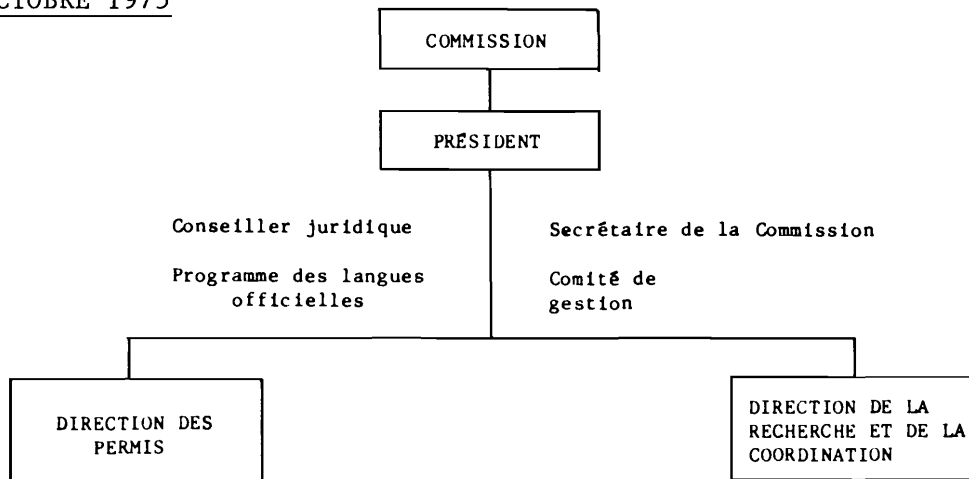 OCTOBRE 1975
COMMISSION
PRÉSIDENT
Conseiller juridique
Programme des langues
officielles
Secrétaire de la Commission
Comité de
gestion
DIRECTION DES
PERMIS
DIRECTION DE LA
RECHERCHE ET DE LA
COORDINATION